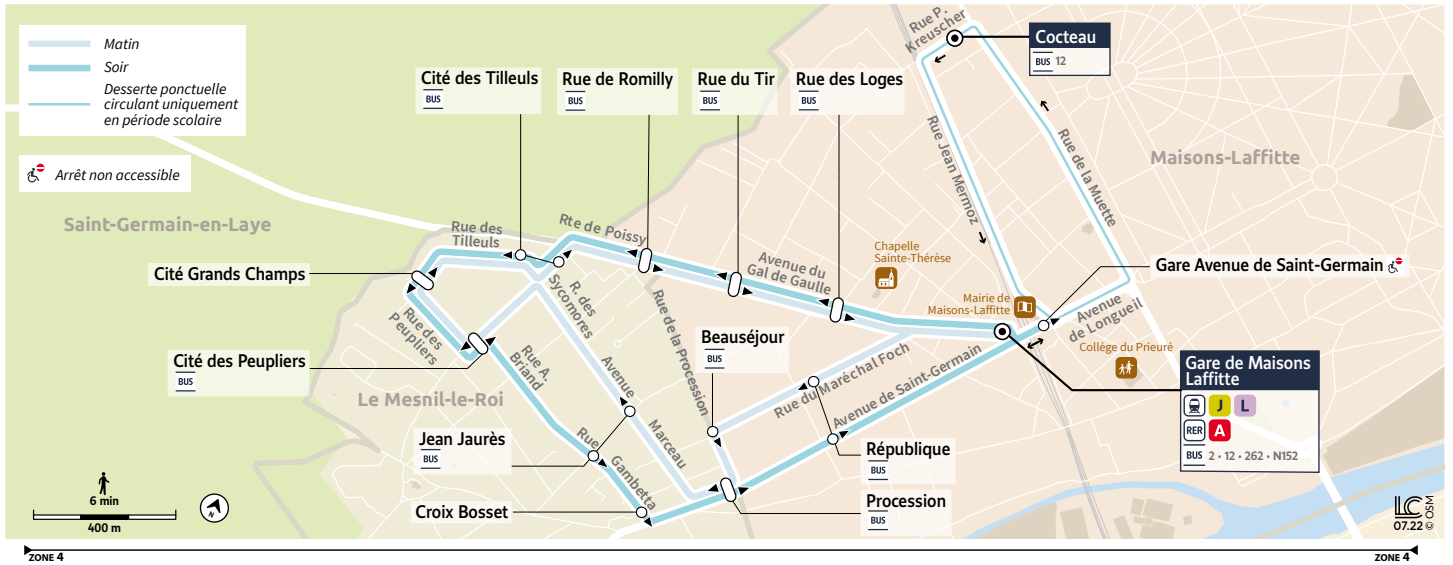 Matin
Soir
Desserte ponctuelle
circulant uniquement
en période scolaire
Arrêt non accessible
Saint-Germain-en-Laye
Maisons-Laffitte
Le Mesnil-le-Roi
Cité des Tilleuls
BUS
Rue de Romilly
BUS
Rue du Tir
BUS
Rue des Loges
BUS
Rue P.
Kreuscher
Cocteau
BUS 12
Rue Jean Mermoz
Rue de la Muette
Rue des
Tilleuls
Rte de Poissy
Avenue du
Gal de Gaulle
Chapelle
Sainte-Thérèse
Mairie de
Maisons-Laffitte
Gare Avenue de Saint-Germain
Avenue
de Longueil
Collège du Prieuré
Cité Grands Champs
Rue des
Peupliers
R. des
Sycomores
Rue de la Procession
Cité des Peupliers
BUS
Rue A.
Briand
Avenue
Marceau
Beauséjour
BUS
Rue du Maréchal Foch
Avenue de Saint-Germain
Gare de Maisons
Laffitte
J L
RER A
BUS 2 • 12 • 262 • N152
Jean Jaurès
BUS
Rue
Gambetta
République
BUS
Croix Bosset
Procession
BUS
6 min
400 m
N
LC
07.22 © OSM
ZONE 4
ZONE 4